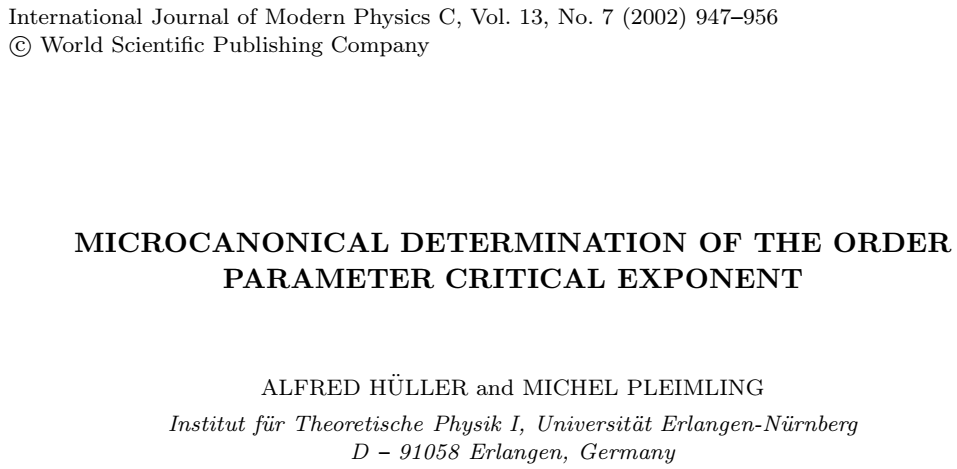 International Journal of Modern Physics C, Vol. 13, No. 7 (2002) 947–956
© World Scientific Publishing Company
MICROCANONICAL DETERMINATION OF THE ORDER
PARAMETER CRITICAL EXPONENT
ALFRED HÜLLER and MICHEL PLEIMLING
Institut für Theoretische Physik I, Universität Erlangen-Nürnberg
D – 91058 Erlangen, Germany